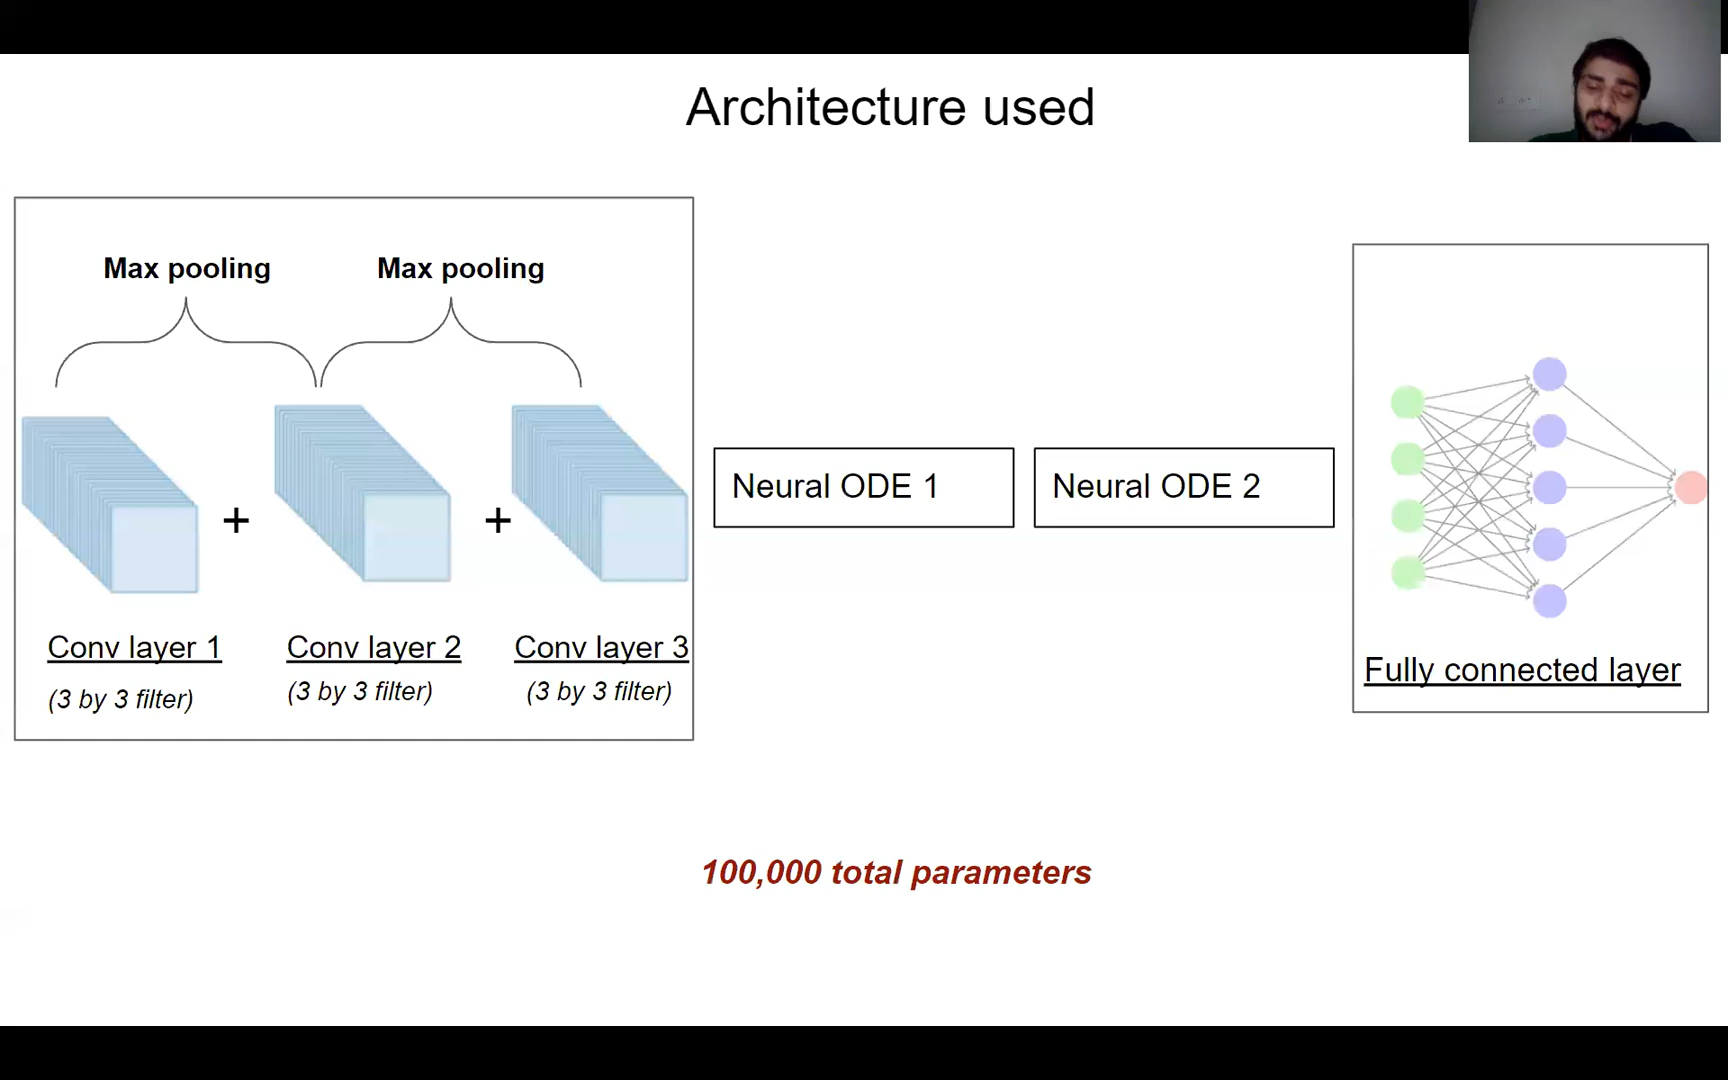 Architecture used
Max pooling
Max pooling
+
+
Conv layer 1
(3 by 3 filter)
Conv layer 2
(3 by 3 filter)
Conv layer 3
(3 by 3 filter)
Neural ODE 1
Neural ODE 2
Fully connected layer
100,000 total parameters